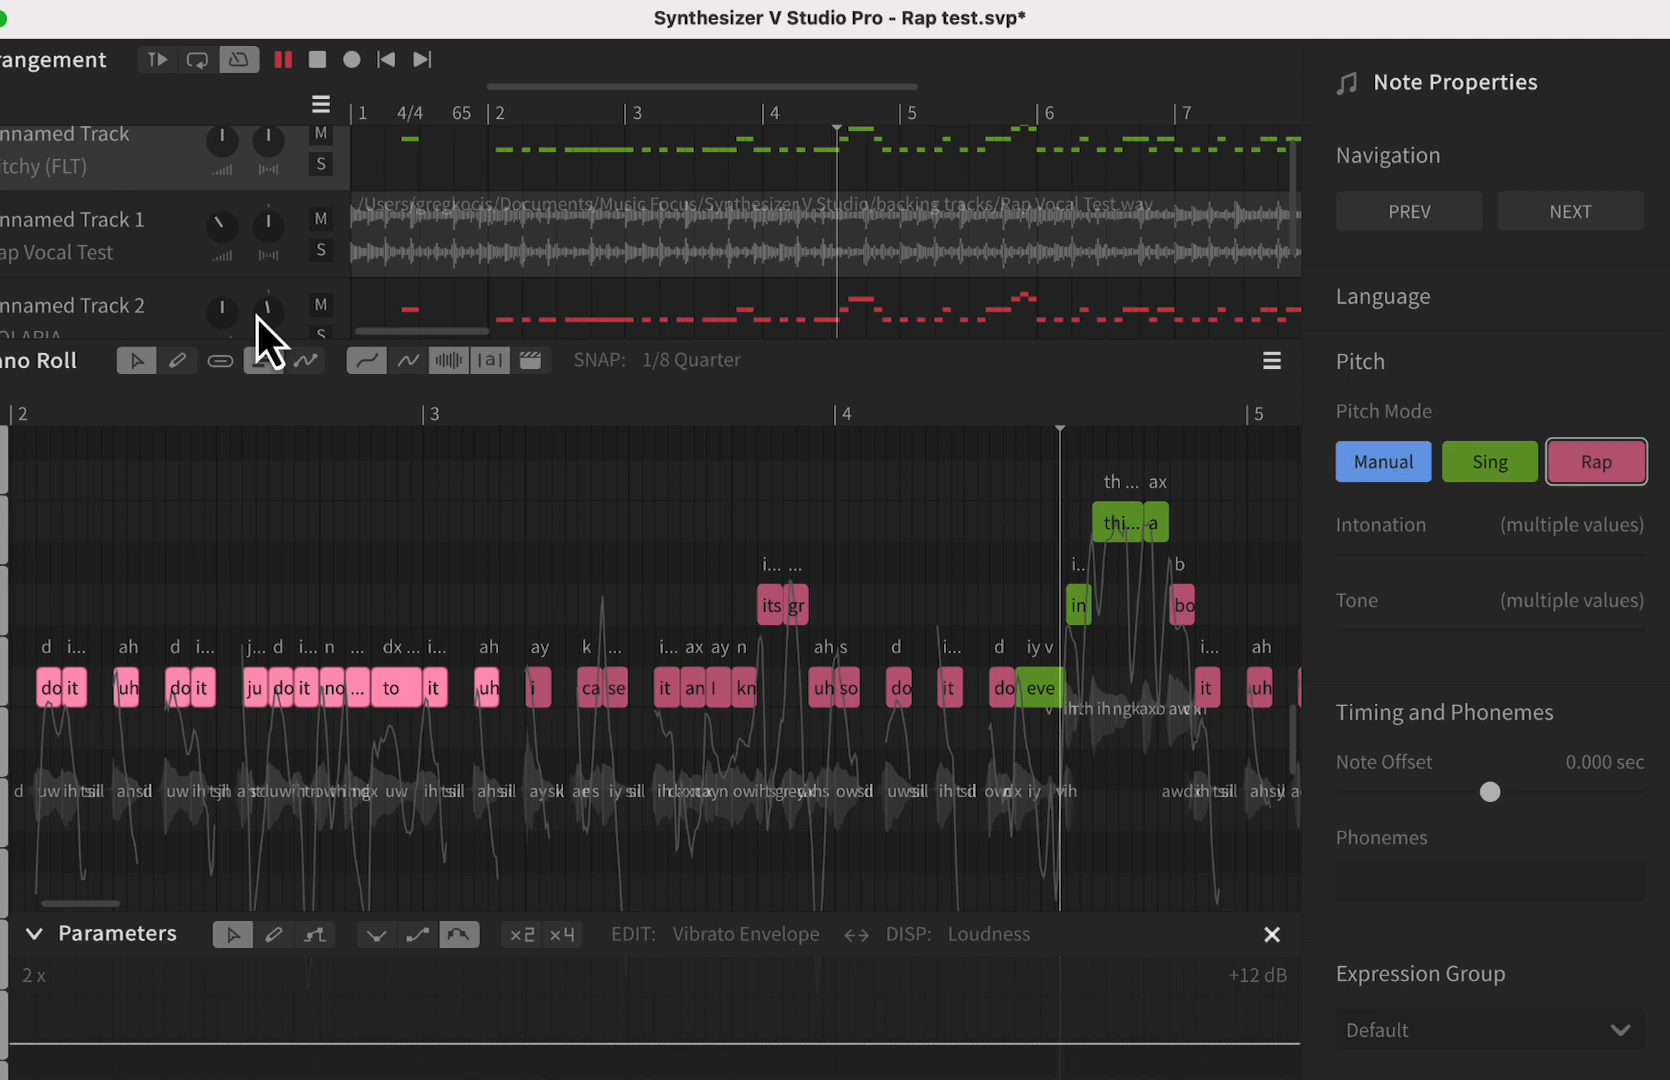 Synthesizer V Studio Pro - Rap test.svp*
rangement
Note Properties
1 4/4 65 2 3 4 5 6 7
nnamed Track M
itchy (FLT) S
Navigation
PREV NEXT
/Users/gregkocis/Documents/Music Focus/Synthesizer V Studio/backing tracks/Rap Vocal Test.wav
nnamed Track 1 M
ap Vocal Test S
Language
nnamed Track 2 M
OLARIA S
ano Roll |a| SNAP: 1/8 Quarter
Pitch
Pitch Mode
2 3 4 5
Manual Sing Rap
th ... ax
thi... a
Intonation (multiple values)
i... ... i.. b
its gr in bo
Tone (multiple values)
d i... ah d i... j... d i... n ... dx ... i... ah ay k ... i... ax ay n ah s d i... d iy v i... ah
do it uh do it ju do it no ... to it uh i ca se it an I kn uh so do it do eve it uh
Timing and Phonemes
Note Offset 0.000 sec
Phonemes
Parameters ×2 ×4 EDIT: Vibrato Envelope DISP: Loudness
2 x +12 dB
Expression Group
Default